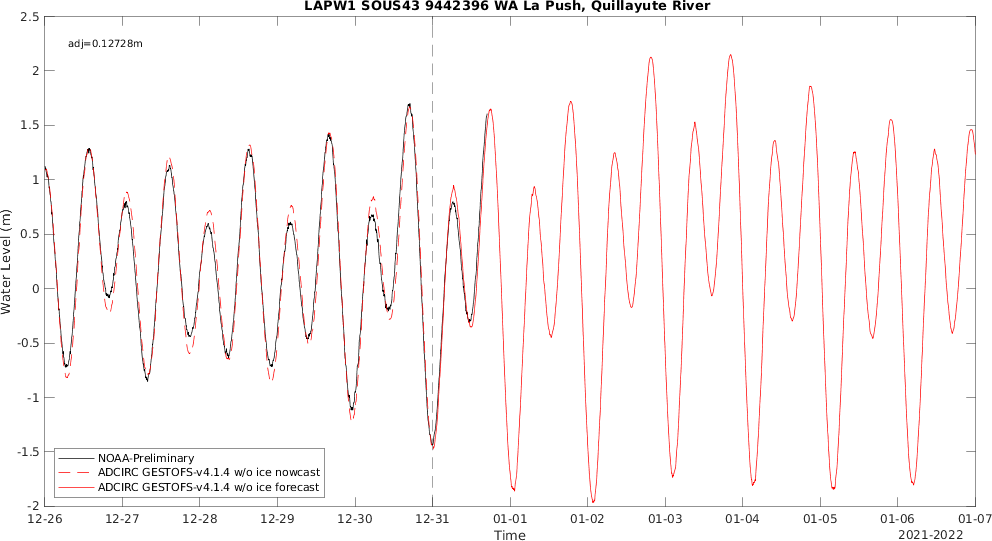 LAPW1 SOUS43 9442396 WA La Push, Quillayute River
adj=0.12728m
2.5
2
1.5
1
0.5
0
-0.5
-1
-1.5
-2
Water Level (m)
NOAA-Preliminary
ADCIRC GESTOFS-v4.1.4 w/o ice nowcast
ADCIRC GESTOFS-v4.1.4 w/o ice forecast
12-26 12-27 12-28 12-29 12-30 12-31 01-01 01-02 01-03 01-04 01-05 01-06 01-07
Time
2021-2022